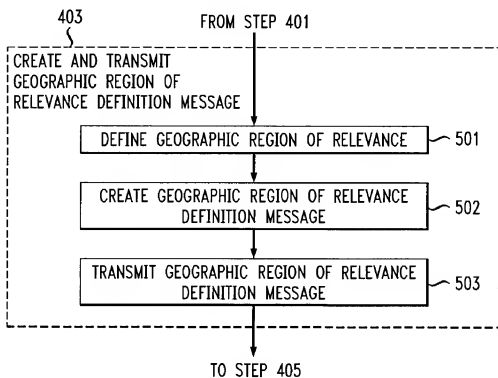 403
FROM STEP 401
CREATE AND TRANSMIT
GEOGRAPHIC REGION OF
RELEVANCE DEFINITION MESSAGE
DEFINE GEOGRAPHIC REGION OF RELEVANCE
501
CREATE GEOGRAPHIC REGION OF RELEVANCE
DEFINITION MESSAGE
502
TRANSMIT GEOGRAPHIC REGION OF RELEVANCE
DEFINITION MESSAGE
503
TO STEP 405